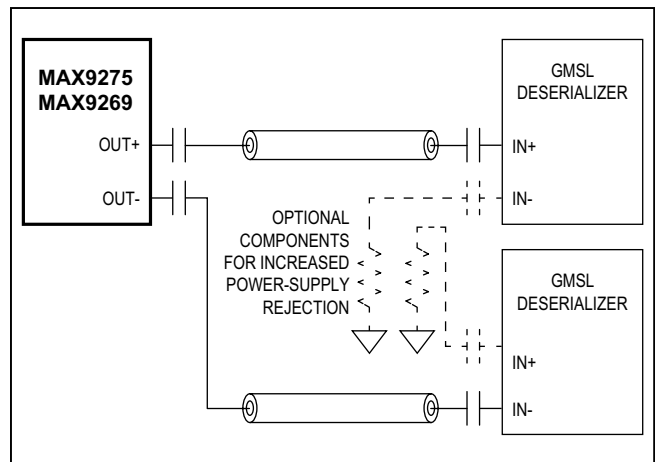 MAX9275
MAX9269
OUT+
OUT-
GMSL
DESERIALIZER
IN+
IN-
OPTIONAL
COMPONENTS
FOR INCREASED
POWER-SUPPLY
REJECTION
GMSL
DESERIALIZER
IN+
IN-